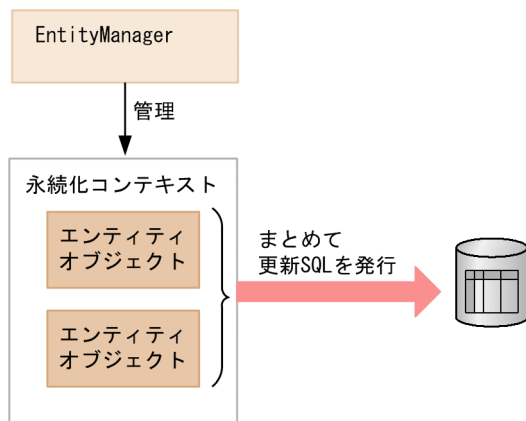 EntityManager
管理
永続化コンテキスト
エンティティ
オブジェクト
エンティティ
オブジェクト
まとめて
更新SQLを発行